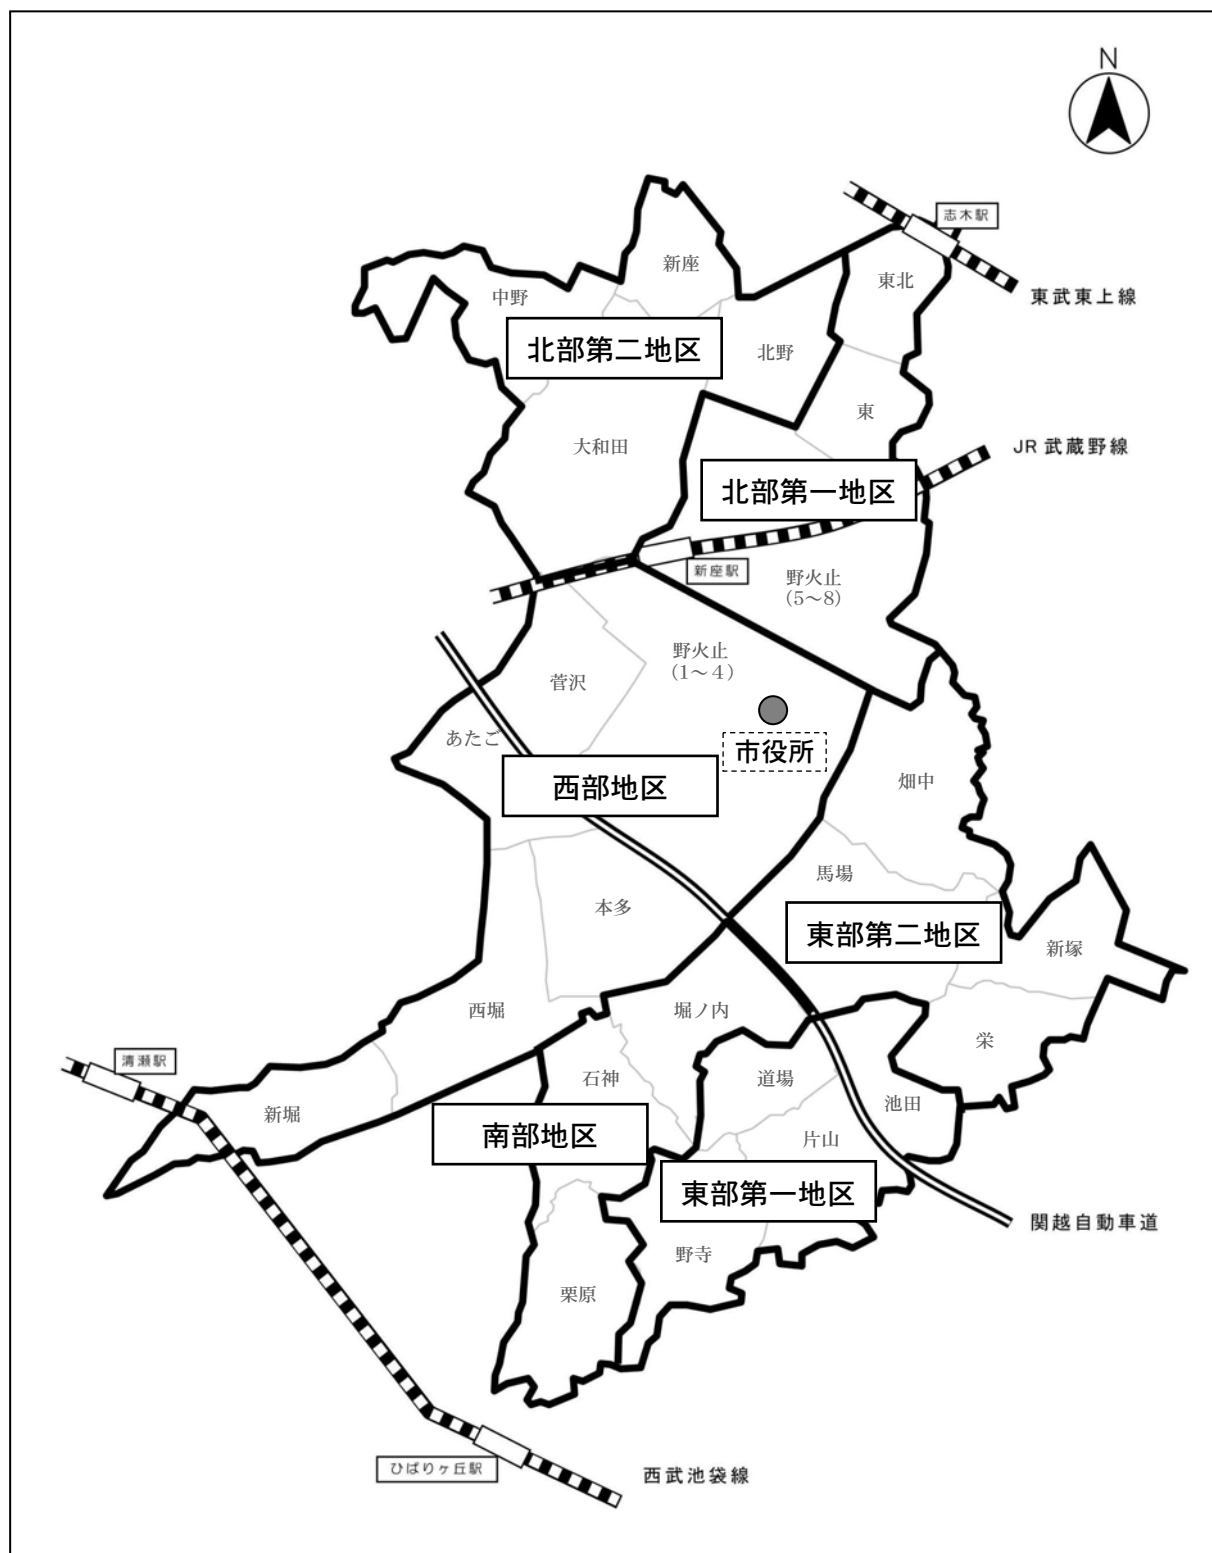 N
志木駅
新座
東北
中野
東武東上線
北部第二地区
北野
東
大和田
JR 武蔵野線
北部第一地区
新座駅
野火止
(5〜8)
野火止
(1〜4)
菅沢
あたご
市役所
西部地区
畑中
馬場
本多
東部第二地区
新塚
西堀
堀ノ内
栄
清瀬駅
石神
道場
池田
新堀
南部地区
片山
東部第一地区
関越自動車道
野寺
栗原
ひばりヶ丘駅
西武池袋線